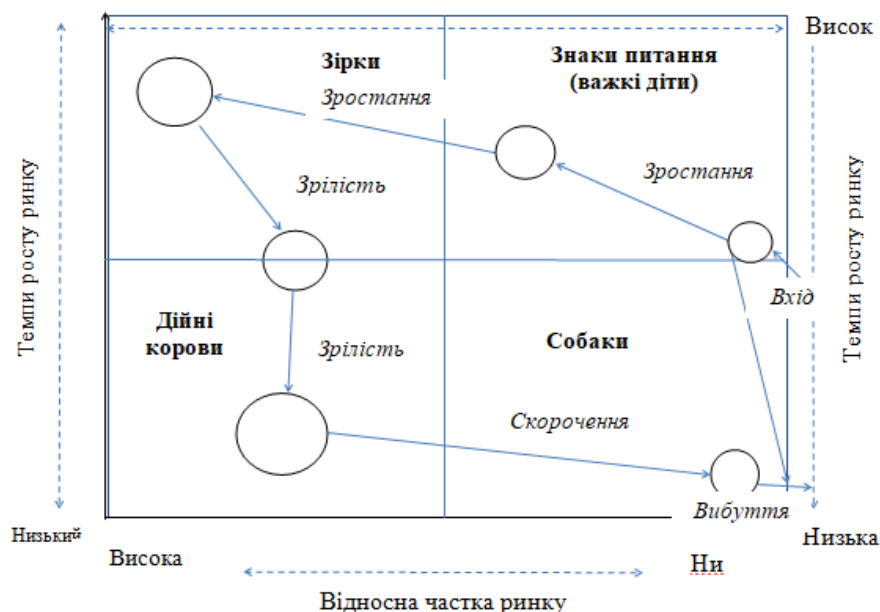 Висок
Зірки
Знаки питання
(важкі діти)
Зростання
Зростання
Зрілість
Темпи росту ринку
Темпи росту ринку
Вхід
Дійні
корови
Зрілість
Собаки
Скорочення
Вибуття
Низький
Низька
Висока
Ни
Відносна частка ринку